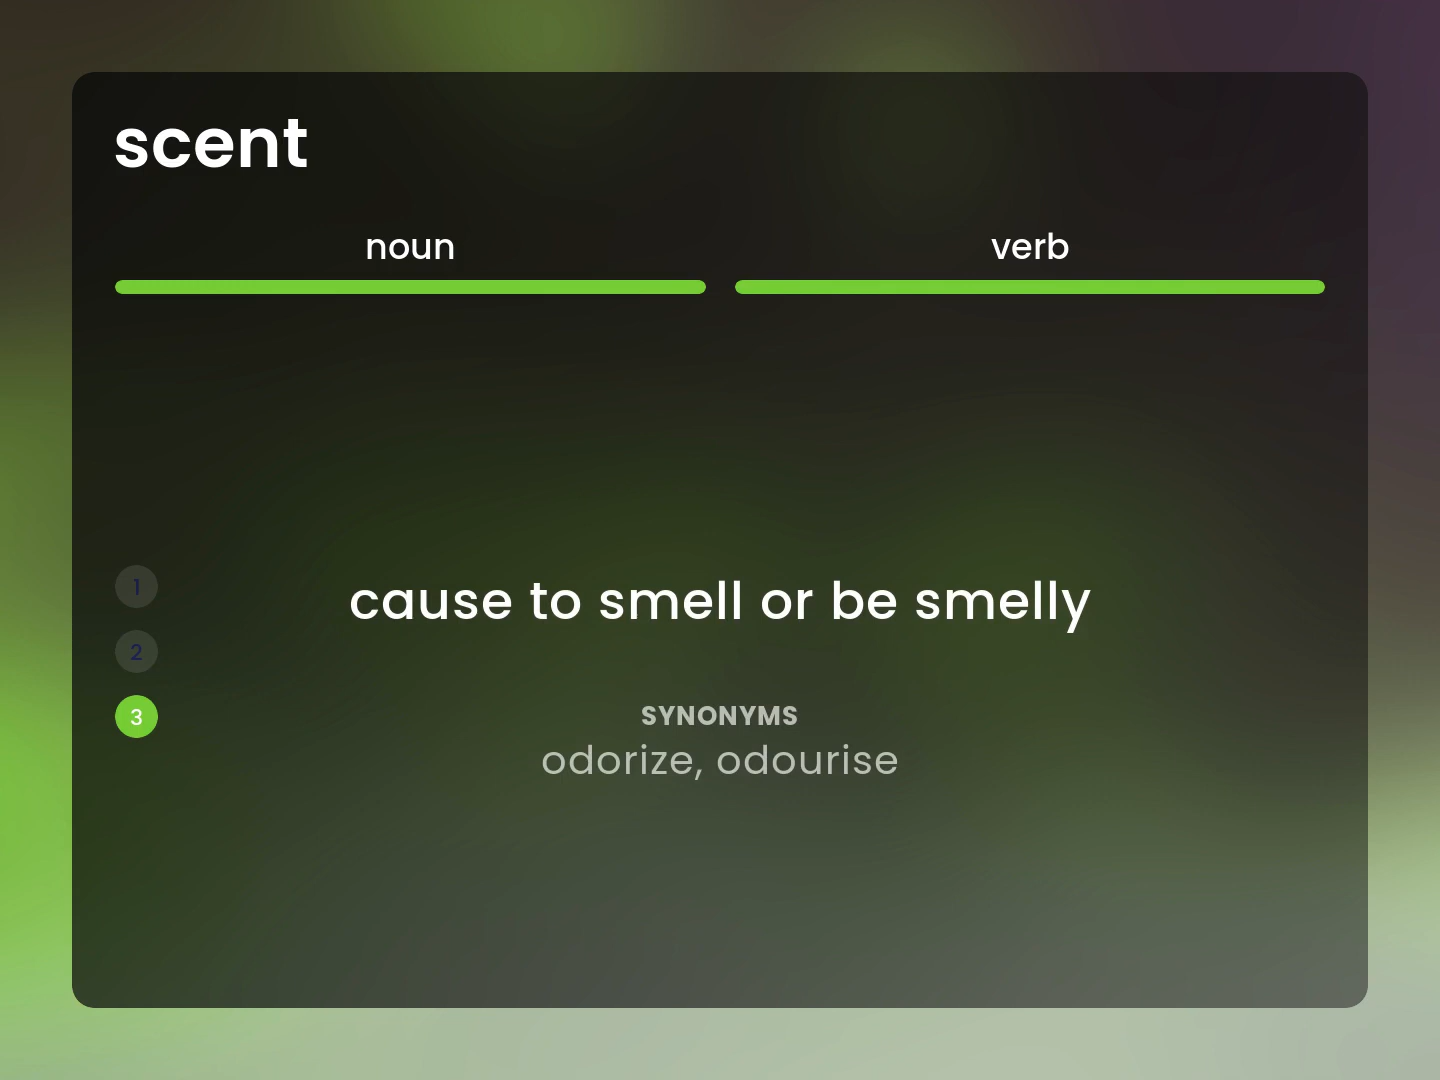 scent
noun
verb
1
2
3
cause to smell or be smelly
SYNONYMS
odorize, odourise